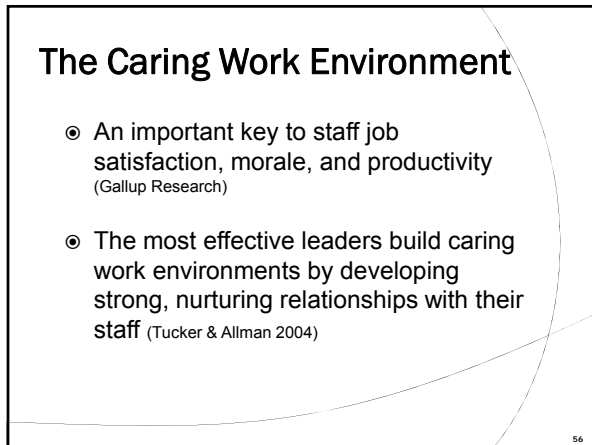 The Caring Work Environment
◉ An important key to staff job
satisfaction, morale, and productivity
(Gallup Research)
◉ The most effective leaders build caring
work environments by developing
strong, nurturing relationships with their
staff (Tucker & Allman 2004)
56